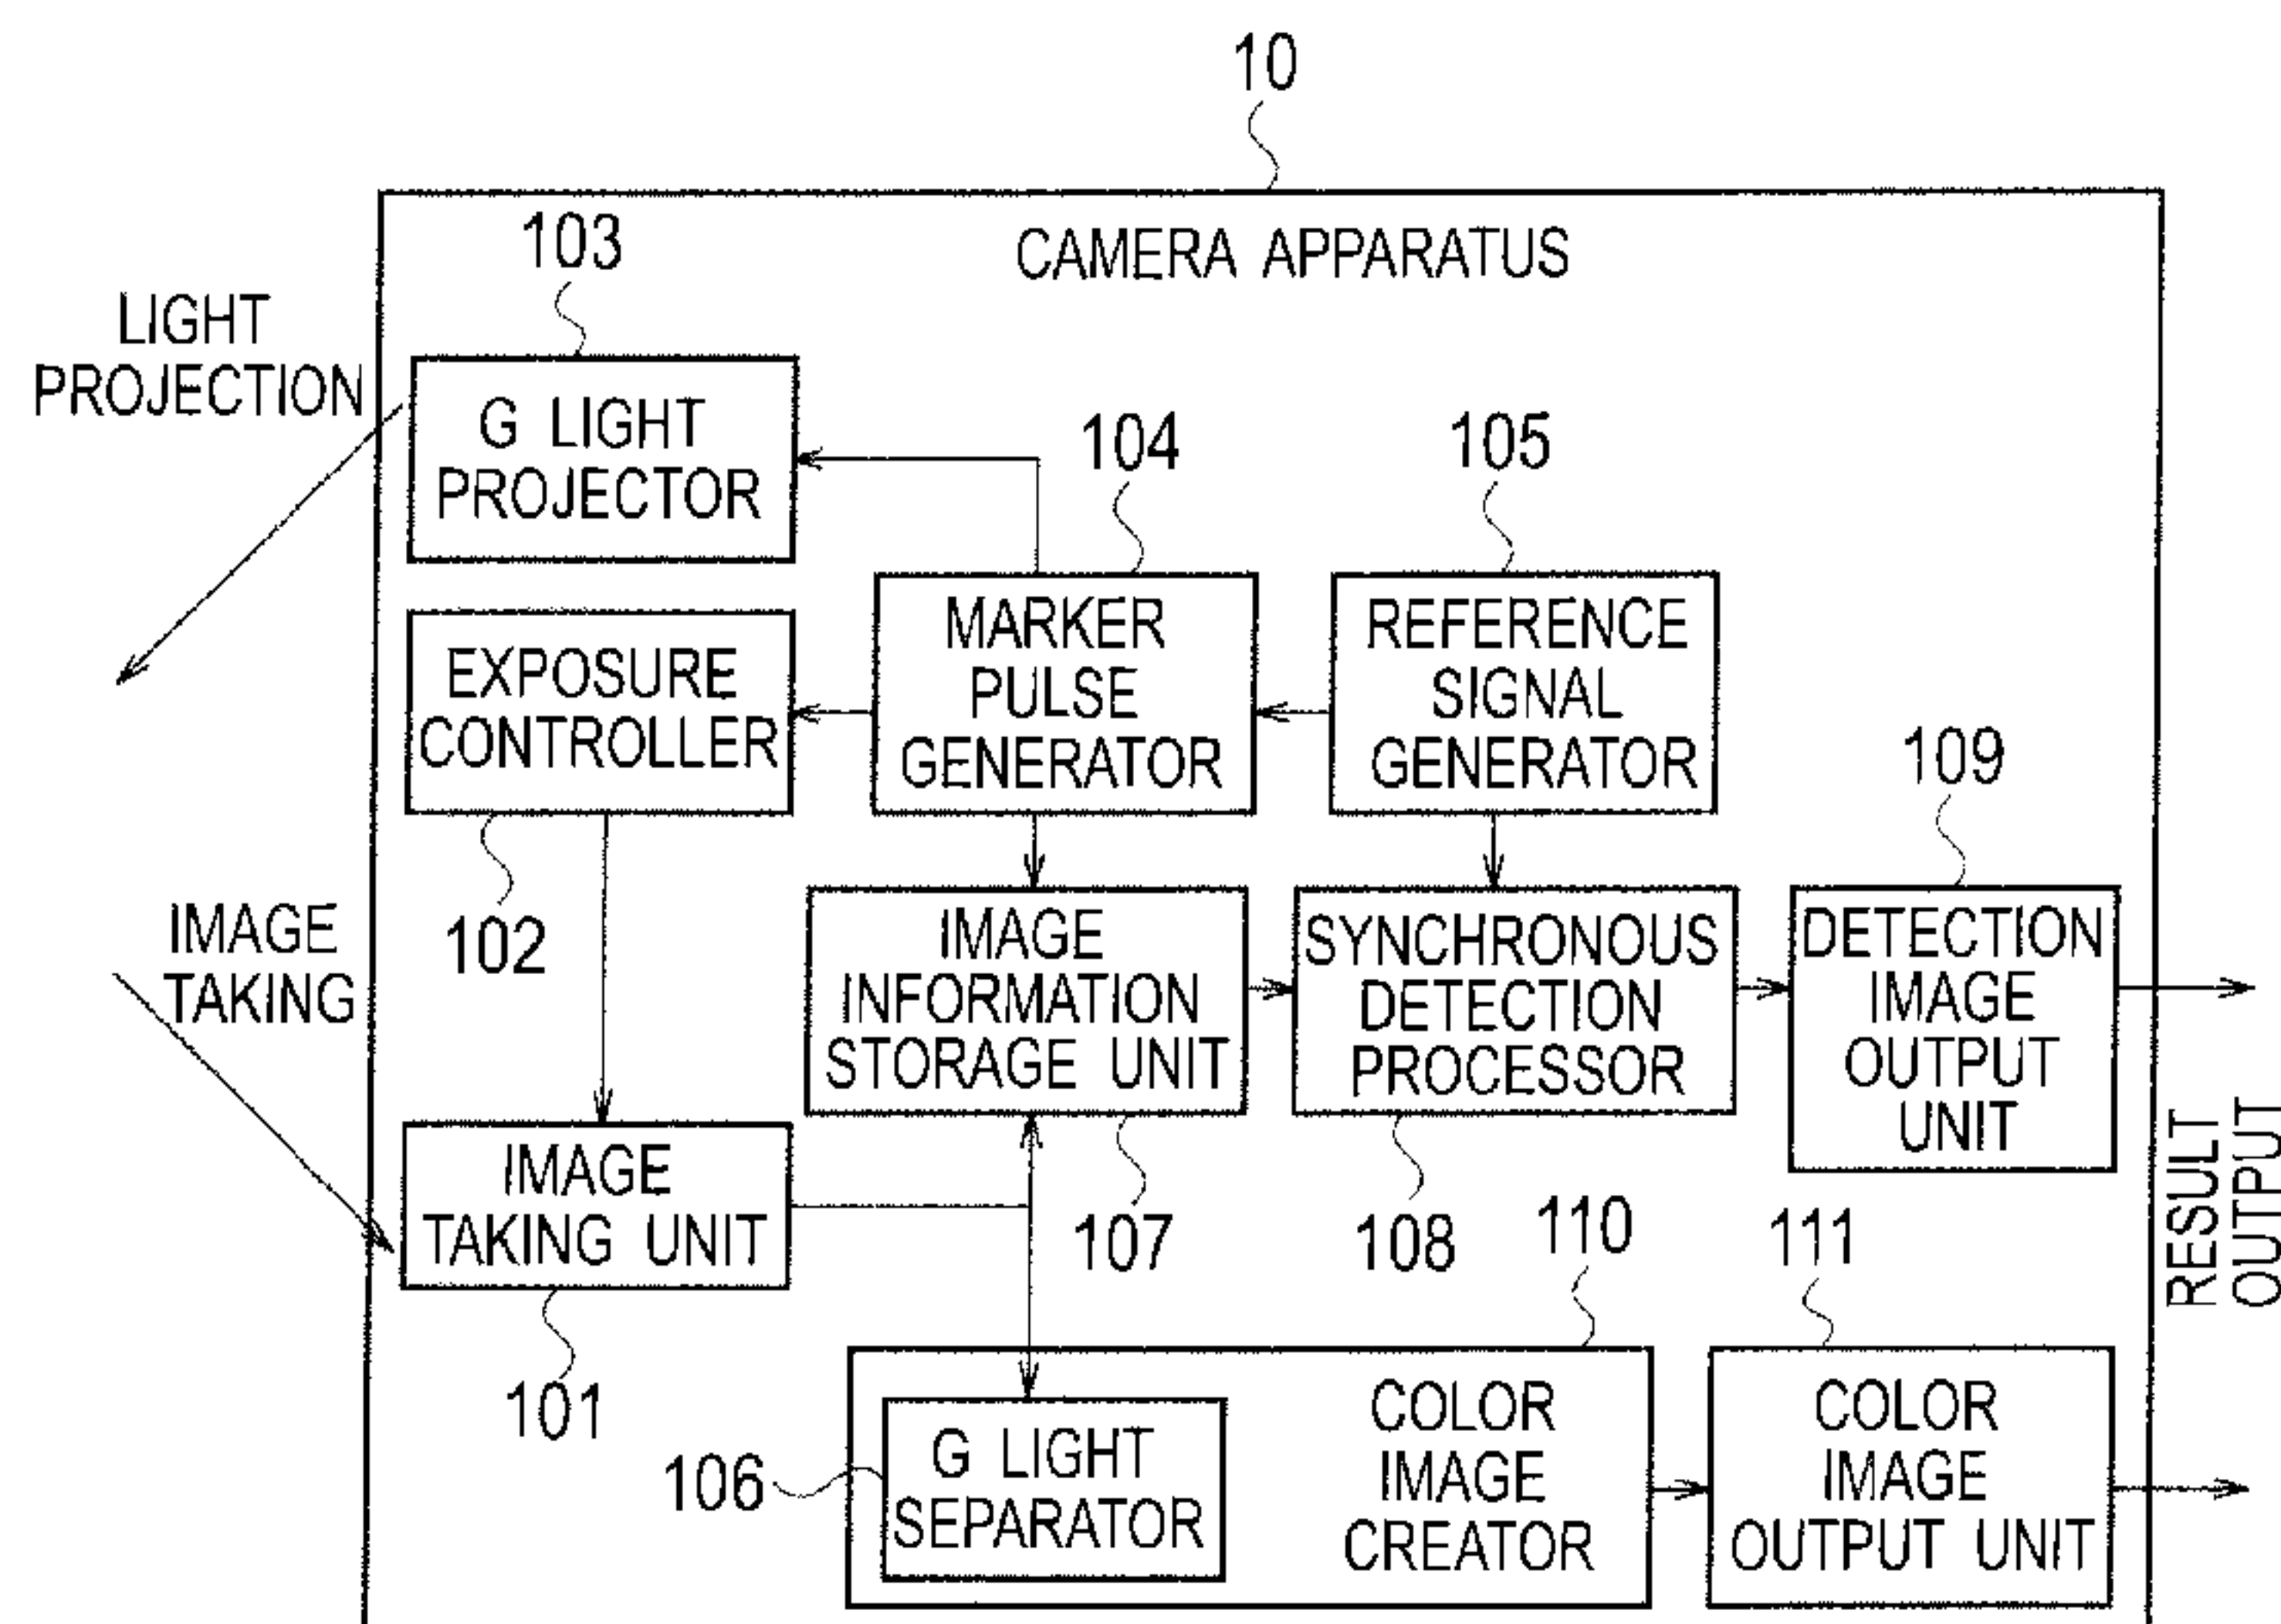 10
CAMERA APPARATUS
103
LIGHT
PROJECTION
G LIGHT
PROJECTOR
104
105
EXPOSURE
CONTROLLER
102
MARKER
PULSE
GENERATOR
REFERENCE
SIGNAL
GENERATOR
109
IMAGE
TAKING
IMAGE
INFORMATION
STORAGE UNIT
107
SYNCHRONOUS
DETECTION
PROCESSOR
108
DETECTION
IMAGE
OUTPUT
UNIT
RESULT
OUTPUT
IMAGE
TAKING UNIT
101
110
111
106
G LIGHT
SEPARATOR
COLOR
IMAGE
CREATOR
COLOR
IMAGE
OUTPUT UNIT